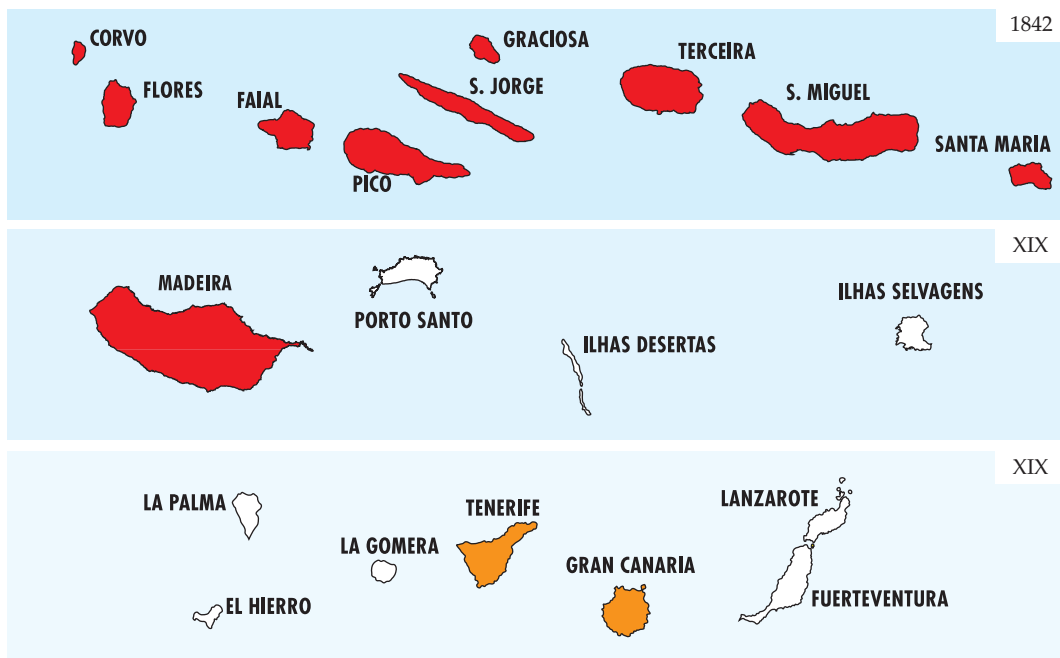 1842
CORVO
GRACIOSA
TERCEIRA
FLORES
S. JORGE
FAIAL
S. MIGUEL
SANTA MARIA
PICO
XIX
MADEIRA
ILHAS SELVAGENS
PORTO SANTO
ILHAS DESERTAS
XIX
LA PALMA
LANZAROTE
TENERIFE
LA GOMERA
GRAN CANARIA
EL HIERRO
FUERTEVENTURA